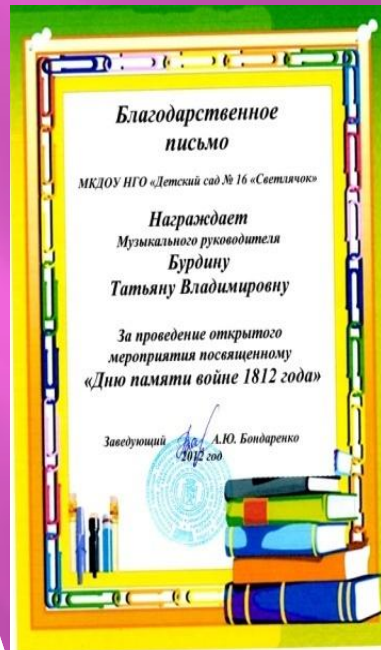 Благодарственное
письмо
МКДОУ НГО «Детский сад № 16 «Светлячок»
Награждает
Музыкального руководителя
Бурдину
Татьяну Владимировну
За проведение открытого
мероприятия посвященному
«Дню памяти войне 1812 года»
Заведующий А.Ю. Бондаренко
2012 год